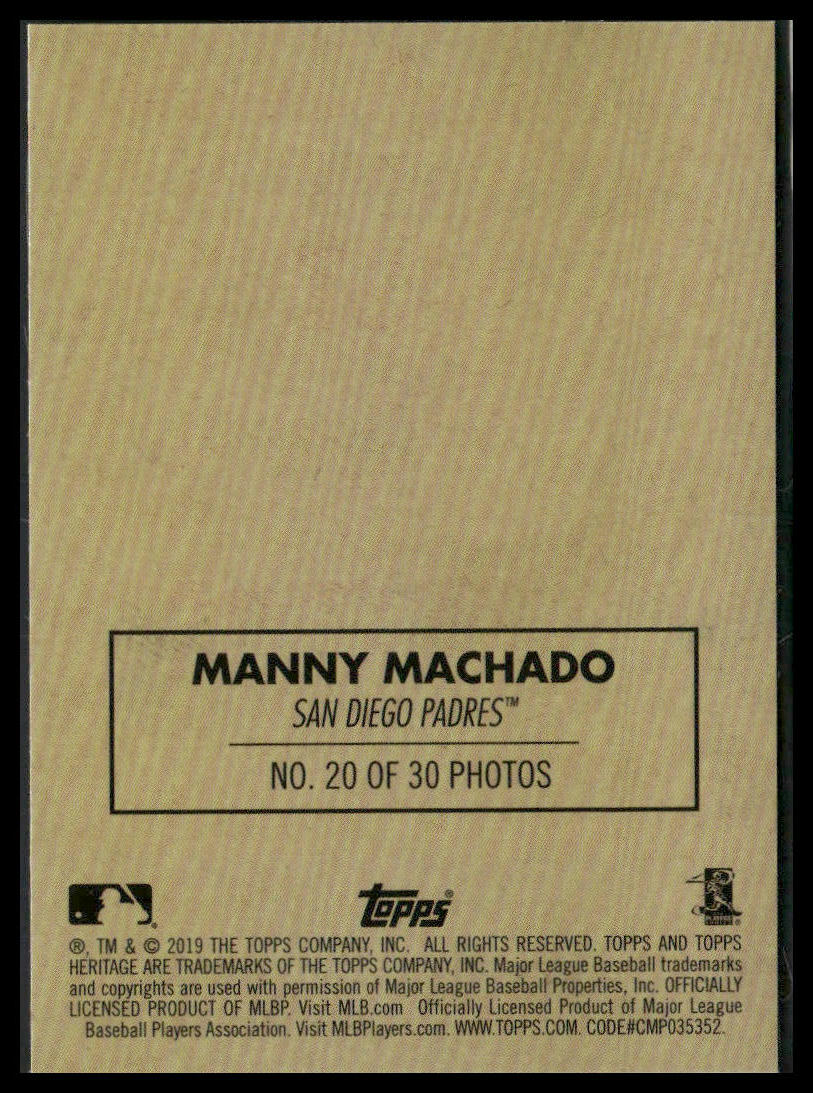 MANNY MACHADO
SAN DIEGO PADRES™
NO. 20 OF 30 PHOTOS
Topps®
®, TM & © 2019 THE TOPPS COMPANY, INC. ALL RIGHTS RESERVED. TOPPS AND TOPPS
HERITAGE ARE TRADEMARKS OF THE TOPPS COMPANY, INC. Major League Baseball trademarks
and copyrights are used with permission of Major League Baseball Properties, Inc. OFFICIALLY
LICENSED PRODUCT OF MLBP. Visit MLB.com Officially Licensed Product of Major League
Baseball Players Association. Visit MLBPlayers.com. WWW.TOPPS.COM. CODE#CMP035352.